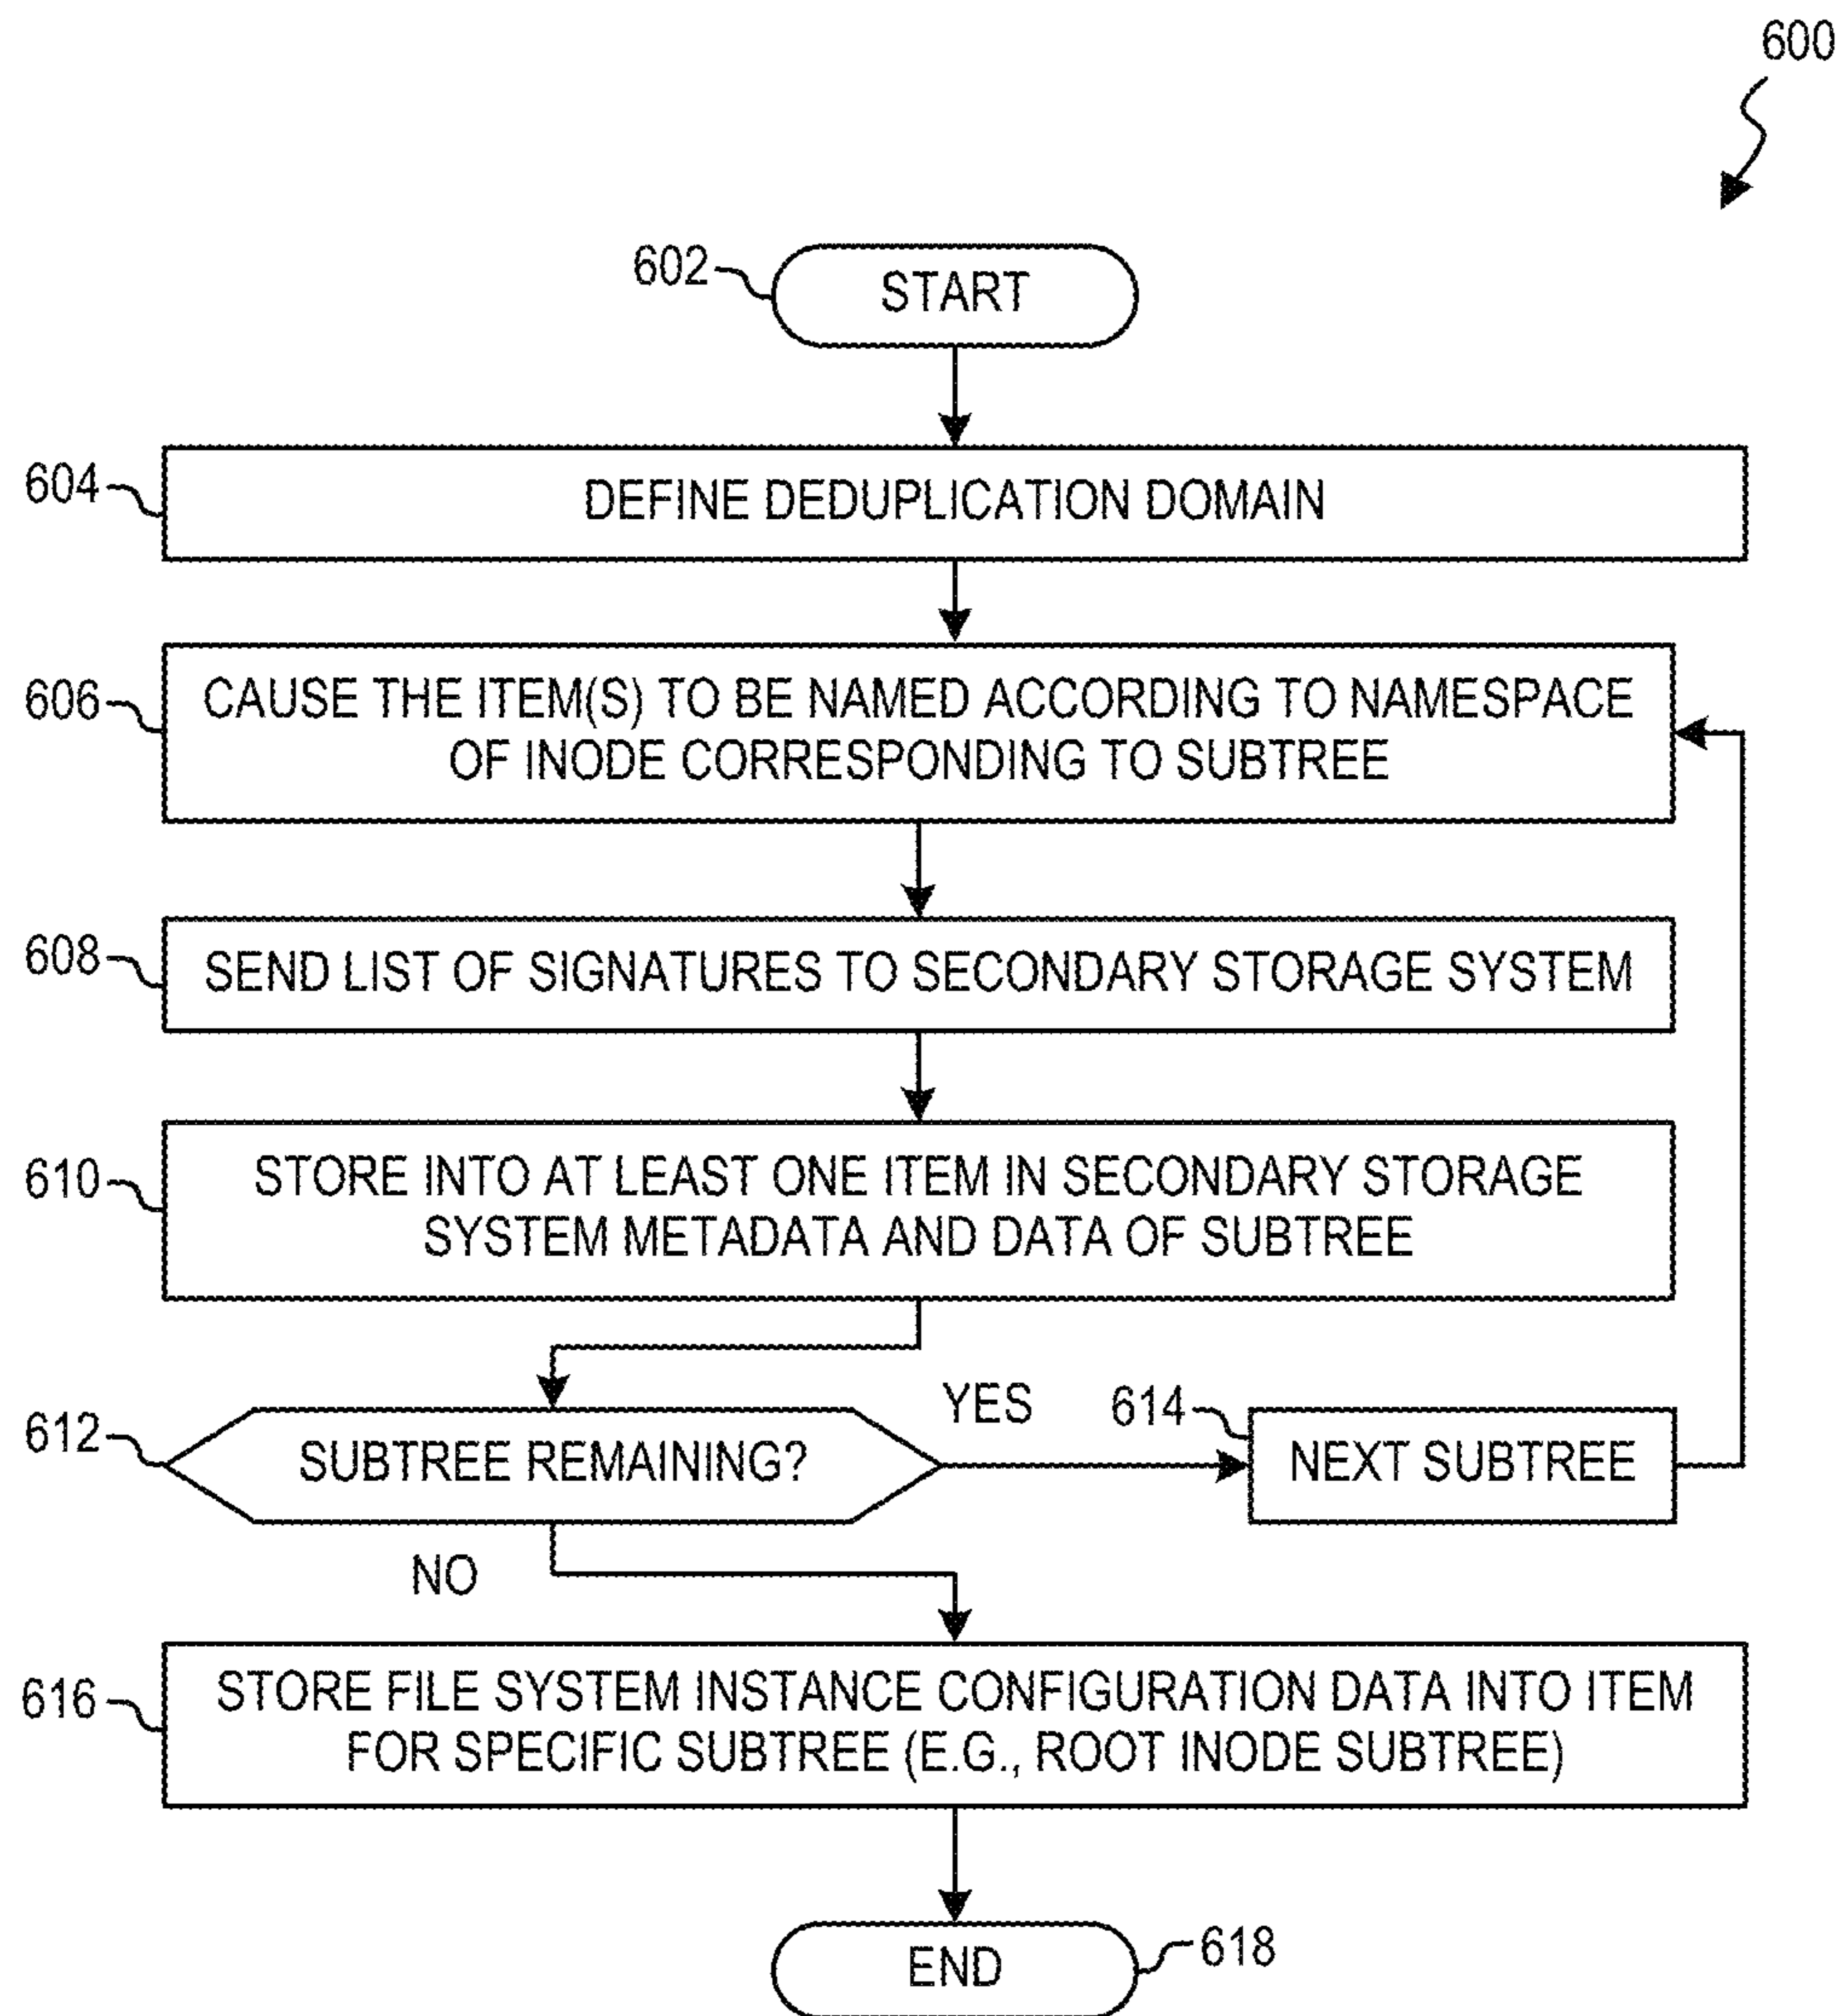 600
602
START
604
DEFINE DEDUPLICATION DOMAIN
606
CAUSE THE ITEM(S) TO BE NAMED ACCORDING TO NAMESPACE
OF INODE CORRESPONDING TO SUBTREE
608
SEND LIST OF SIGNATURES TO SECONDARY STORAGE SYSTEM
610
STORE INTO AT LEAST ONE ITEM IN SECONDARY STORAGE
SYSTEM METADATA AND DATA OF SUBTREE
612
SUBTREE REMAINING?
YES
614
NEXT SUBTREE
NO
616
STORE FILE SYSTEM INSTANCE CONFIGURATION DATA INTO ITEM
FOR SPECIFIC SUBTREE (E.G., ROOT INODE SUBTREE)
END
618